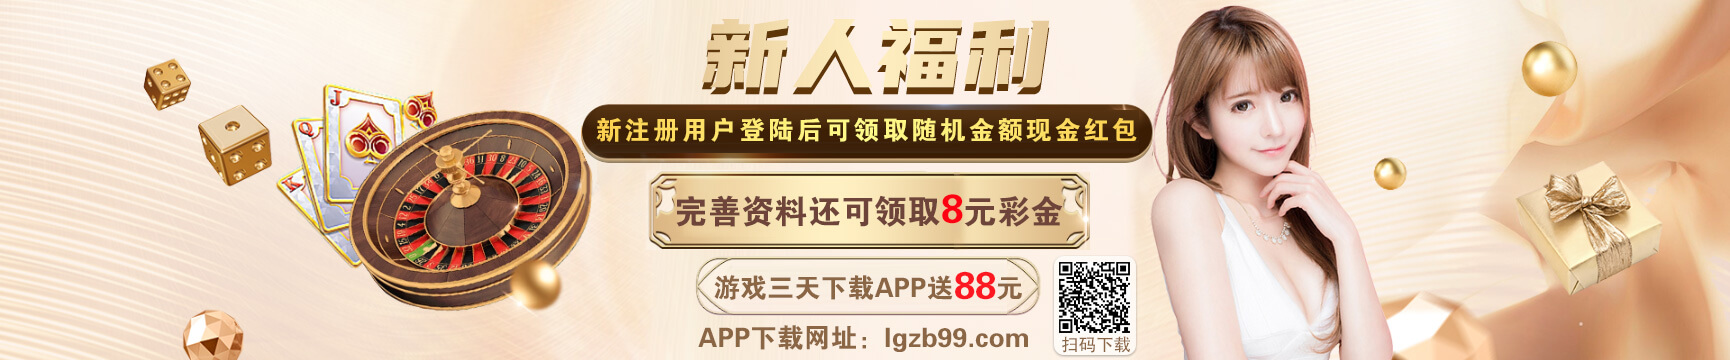 新人福利
新注册用户登陆后可领取随机金额现金红包
完善资料还可领取8元彩金
游戏三天下载APP送88元
APP下载网址：lgzb99.com
扫码下载
J
Q
K